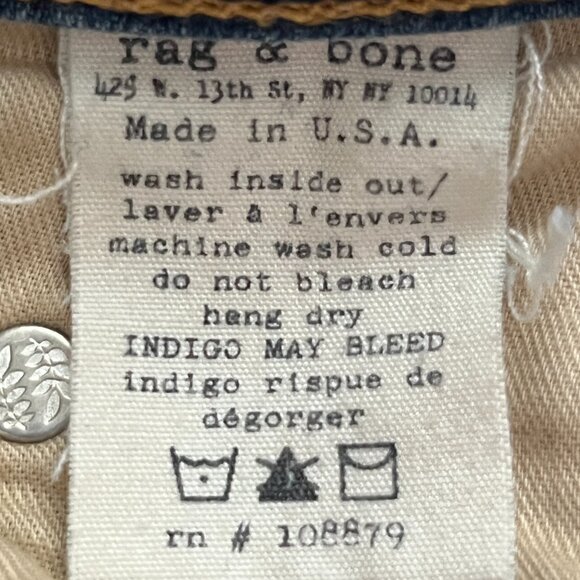 rag & bone
425 W. 13th St, NY NY 10014
Made in U.S.A.
wash inside out/
laver à l'envers
machine wash cold
do not bleach
hang dry
INDIGO MAY BLEED
indigo rispue de
dégorger
rn # 108879